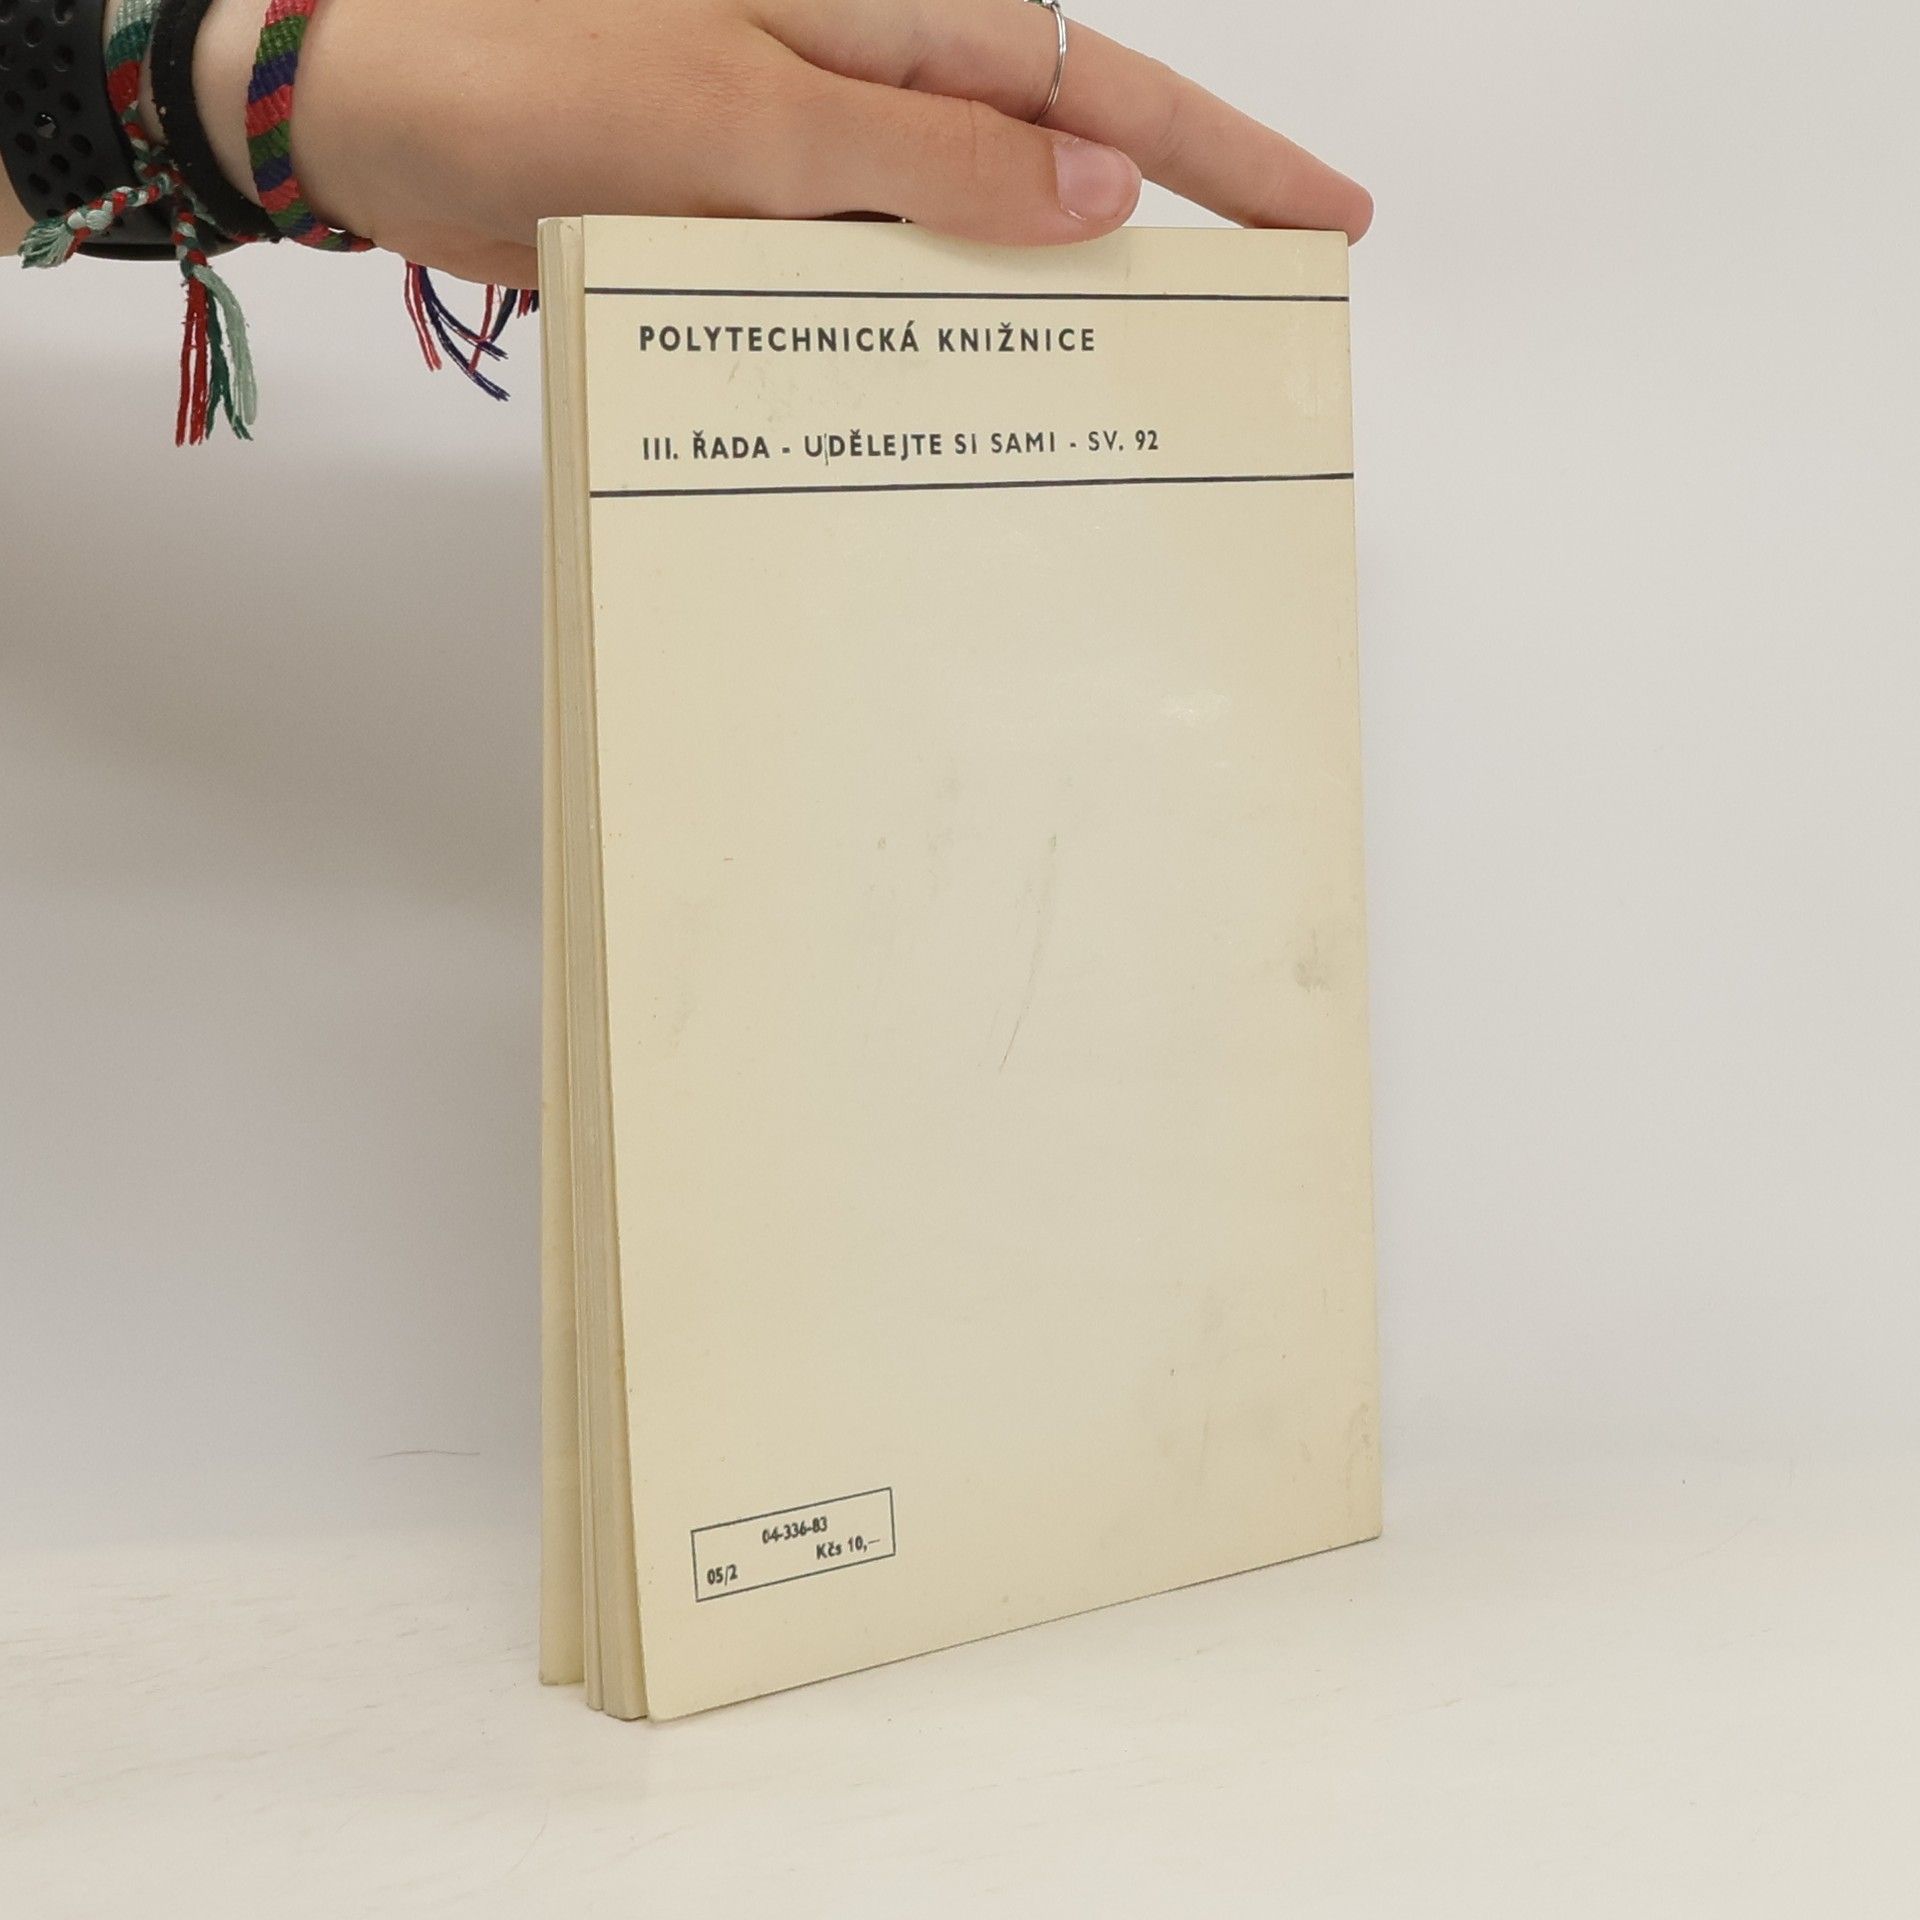 POLYTECHNICKÁ KNIŽNICE
III. ŘADA - UDĚLEJTE SI SAMI - SV. 92
04-336-83
05/2 Kčs 10,—